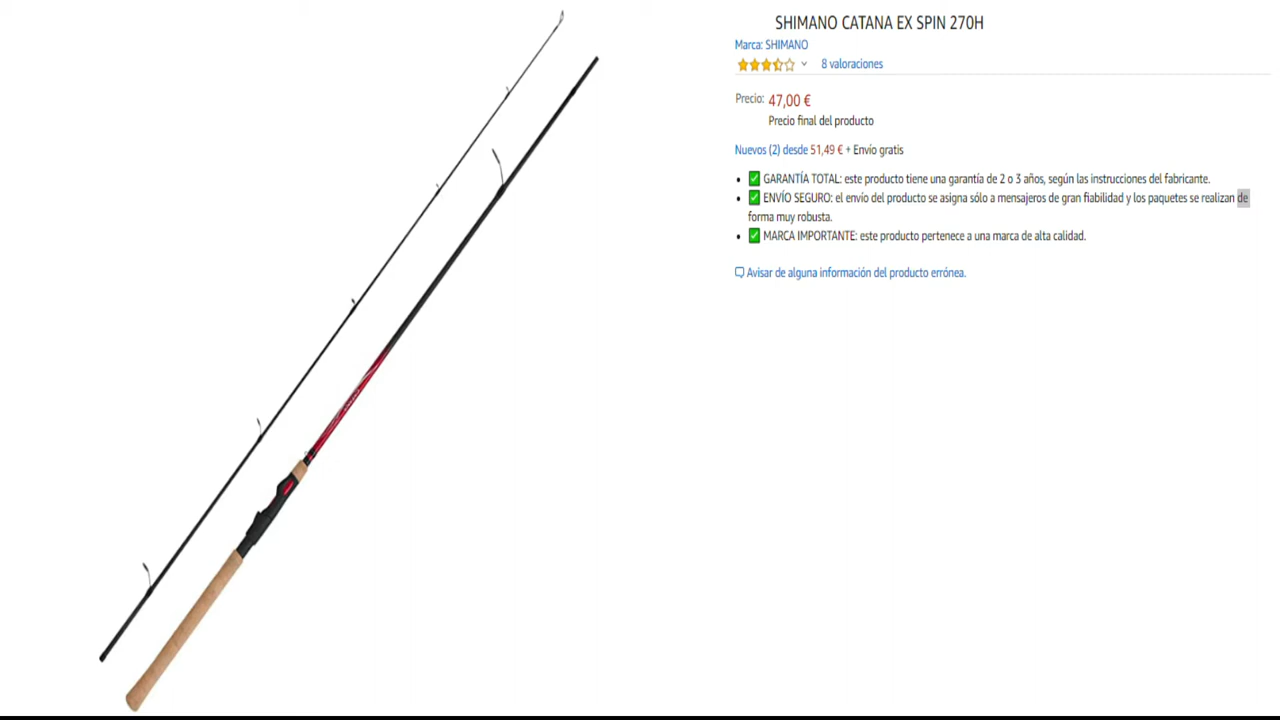 SHIMANO CATANA EX SPIN 270H
Marca: SHIMANO
8 valoraciones
Precio: 47,00 €
Precio final del producto
Nuevos (2) desde 51,49 € + Envío gratis
GARANTÍA TOTAL: este producto tiene una garantía de 2 o 3 años, según las instrucciones del fabricante.
ENVÍO SEGURO: el envío del producto se asigna sólo a mensajeros de gran fiabilidad y los paquetes se realizan de
forma muy robusta.
MARCA IMPORTANTE: este producto pertenece a una marca de alta calidad.
Avisar de alguna información del producto errónea.